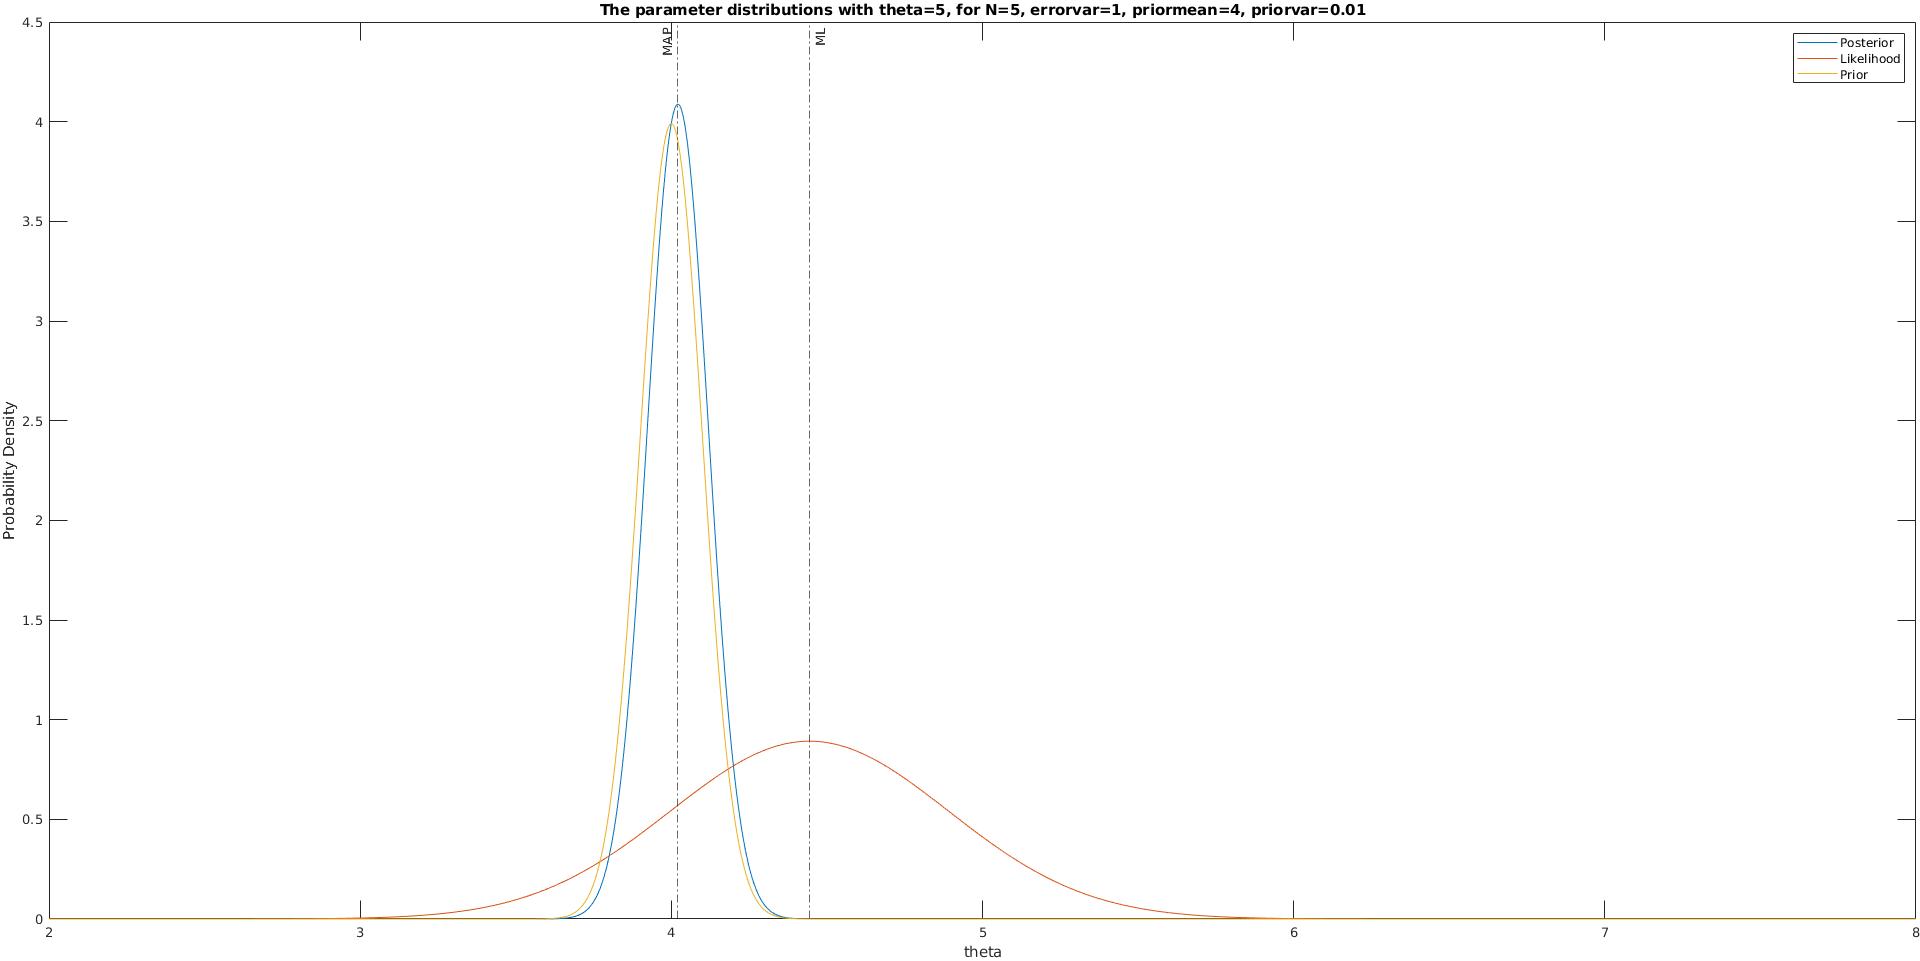 The parameter distributions with theta=5, for N=5, errorvar=1, priormean=4, priorvar=0.01
MAP
ML
Posterior
Likelihood
Prior
Probability Density
4.5
4
3.5
3
2.5
2
1.5
1
0.5
0
2 3 4 5 6 7 8
theta